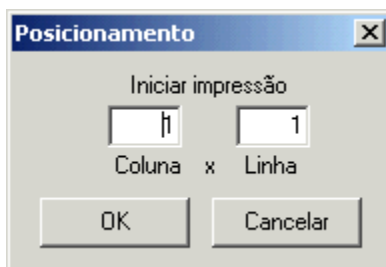 Posicionamento
Iniciar impressão
1 1
Coluna x Linha
OK Cancelar